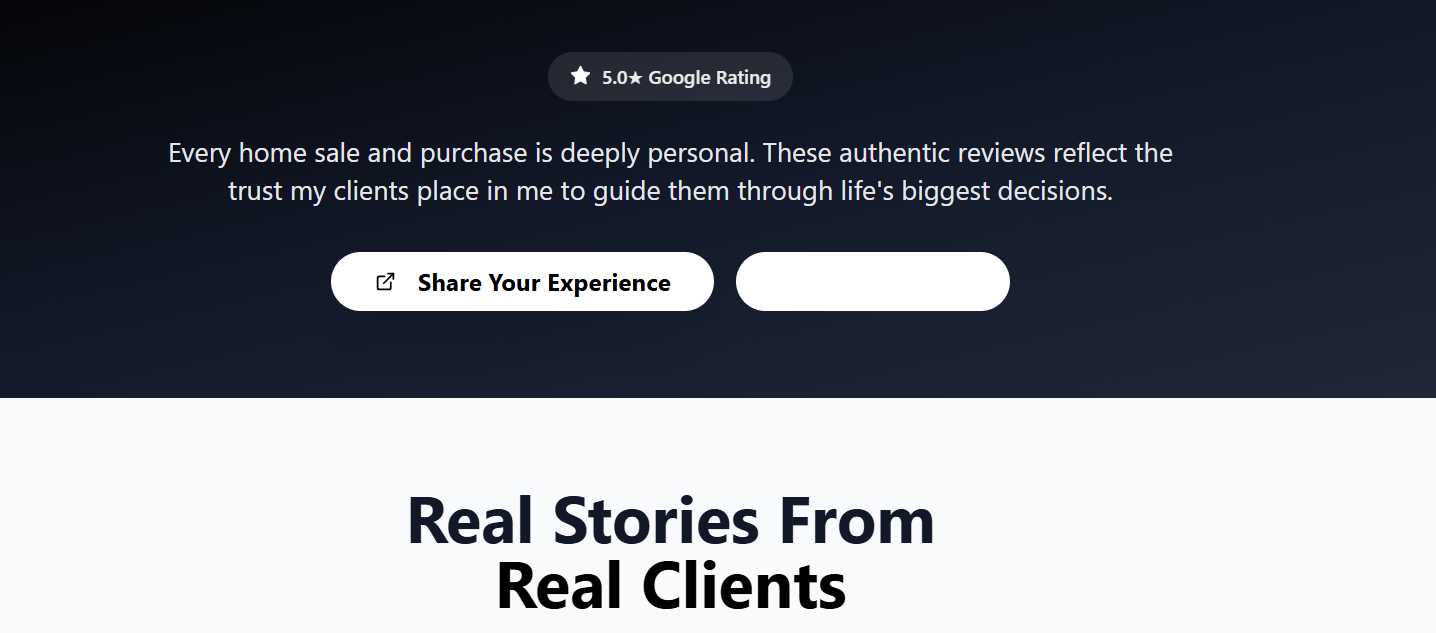 5.0★ Google Rating
Every home sale and purchase is deeply personal. These authentic reviews reflect the
trust my clients place in me to guide them through life's biggest decisions.
Share Your Experience
Real Stories From
Real Clients